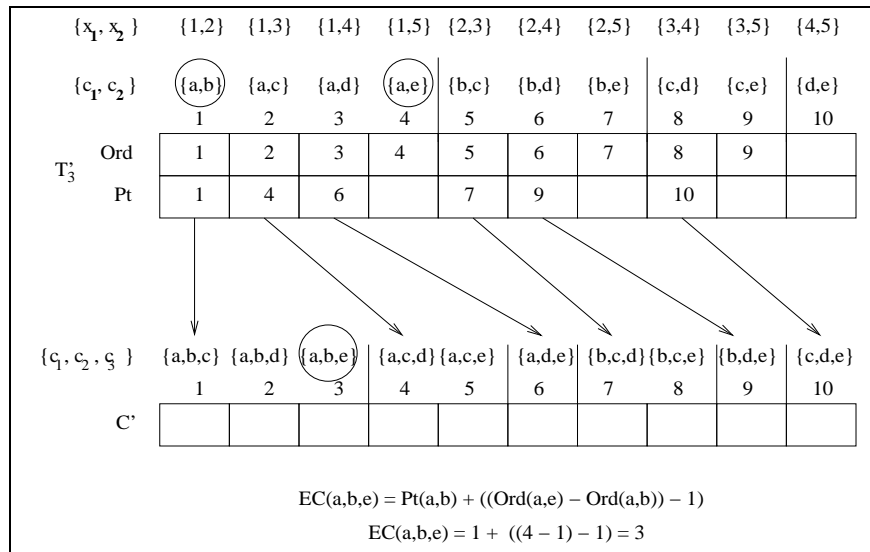 {x1, x2 } {1,2} {1,3} {1,4} {1,5} {2,3} {2,4} {2,5} {3,4} {3,5} {4,5}
{c1, c2 } {a,b} {a,c} {a,d} {a,e} {b,c} {b,d} {b,e} {c,d} {c,e} {d,e}
1 2 3 4 5 6 7 8 9 10
Ord 1 2 3 4 5 6 7 8 9
T'3
Pt 1 4 6 7 9 10
{c1, c2 , c3 } {a,b,c} {a,b,d} {a,b,e} {a,c,d} {a,c,e} {a,d,e} {b,c,d} {b,c,e} {b,d,e} {c,d,e}
1 2 3 4 5 6 7 8 9 10
C'
EC(a,b,e) = Pt(a,b) + ((Ord(a,e) − Ord(a,b)) − 1)
EC(a,b,e) = 1 + ((4 − 1) − 1) = 3